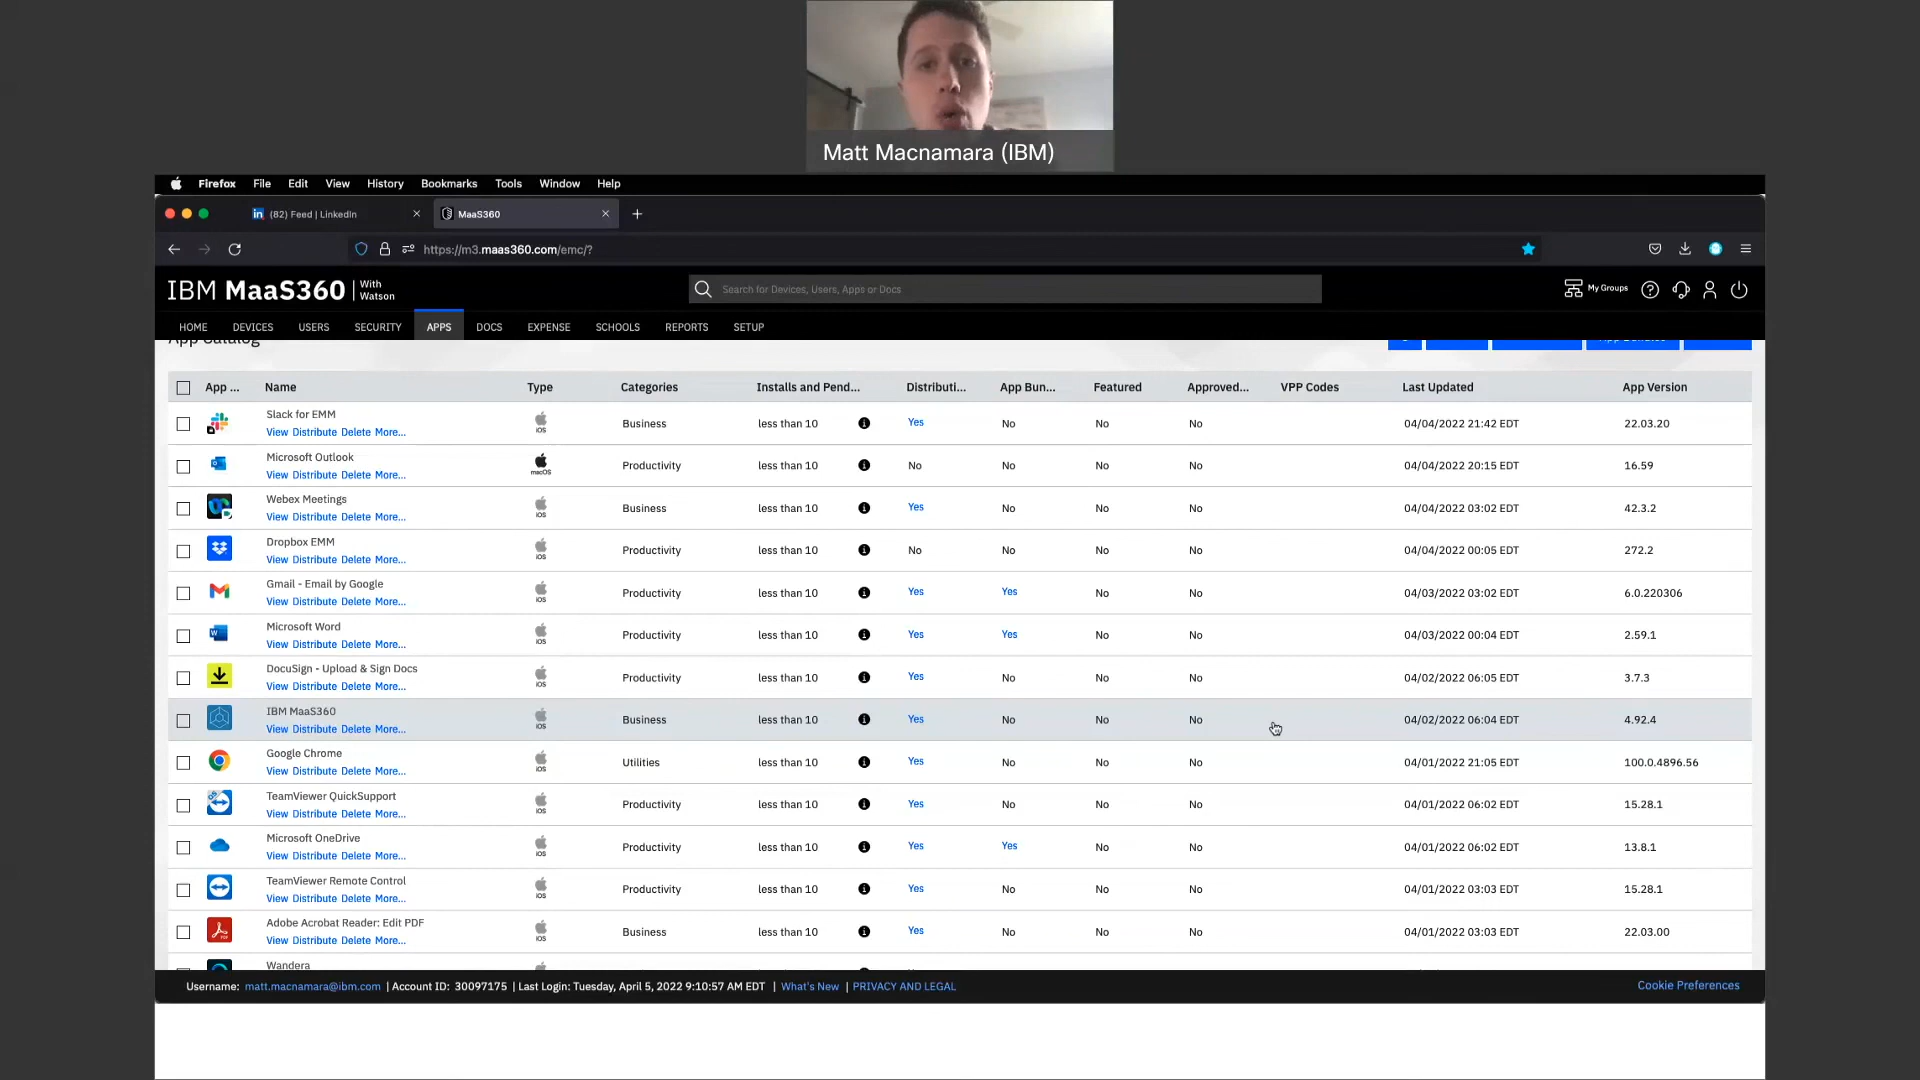 Matt Macnamara (IBM)
Firefox File Edit View History Bookmarks Tools Window Help
in (82) Feed | LinkedIn
MaaS360
https://m3.maas360.com/emc/?
IBM MaaS360 | With Watson
Search for Devices, Users, Apps or Docs
My Groups
HOME DEVICES USERS SECURITY APPS DOCS EXPENSE SCHOOLS REPORTS SETUP
App Catalog
App Bundles
App ... Name Type Categories Installs and Pend... Distributi... App Bun... Featured Approved... VPP Codes Last Updated App Version
Slack for EMM
View Distribute Delete More...
iOS Business less than 10 Yes No No No 04/04/2022 21:42 EDT 22.03.20
Microsoft Outlook
View Distribute Delete More...
macOS Productivity less than 10 No No No No 04/04/2022 20:15 EDT 16.59
Webex Meetings
View Distribute Delete More...
iOS Business less than 10 Yes No No No 04/04/2022 03:02 EDT 42.3.2
Dropbox EMM
View Distribute Delete More...
iOS Productivity less than 10 No No No No 04/04/2022 00:05 EDT 272.2
Gmail - Email by Google
View Distribute Delete More...
iOS Productivity less than 10 Yes Yes No No 04/03/2022 03:02 EDT 6.0.220306
Microsoft Word
View Distribute Delete More...
iOS Productivity less than 10 Yes Yes No No 04/03/2022 00:04 EDT 2.59.1
DocuSign - Upload & Sign Docs
View Distribute Delete More...
iOS Productivity less than 10 Yes No No No 04/02/2022 06:05 EDT 3.7.3
IBM MaaS360
View Distribute Delete More...
iOS Business less than 10 Yes No No No 04/02/2022 06:04 EDT 4.92.4
Google Chrome
View Distribute Delete More...
iOS Utilities less than 10 Yes No No No 04/01/2022 21:05 EDT 100.0.4896.56
TeamViewer QuickSupport
View Distribute Delete More...
iOS Productivity less than 10 Yes No No No 04/01/2022 06:02 EDT 15.28.1
Microsoft OneDrive
View Distribute Delete More...
iOS Productivity less than 10 Yes Yes No No 04/01/2022 06:02 EDT 13.8.1
TeamViewer Remote Control
View Distribute Delete More...
iOS Productivity less than 10 Yes No No No 04/01/2022 03:03 EDT 15.28.1
Adobe Acrobat Reader: Edit PDF
View Distribute Delete More...
iOS Business less than 10 Yes No No No 04/01/2022 03:03 EDT 22.03.00
Wandera
Username: matt.macnamara@ibm.com | Account ID: 30097175 | Last Login: Tuesday, April 5, 2022 9:10:57 AM EDT | What's New | PRIVACY AND LEGAL
Cookie Preferences